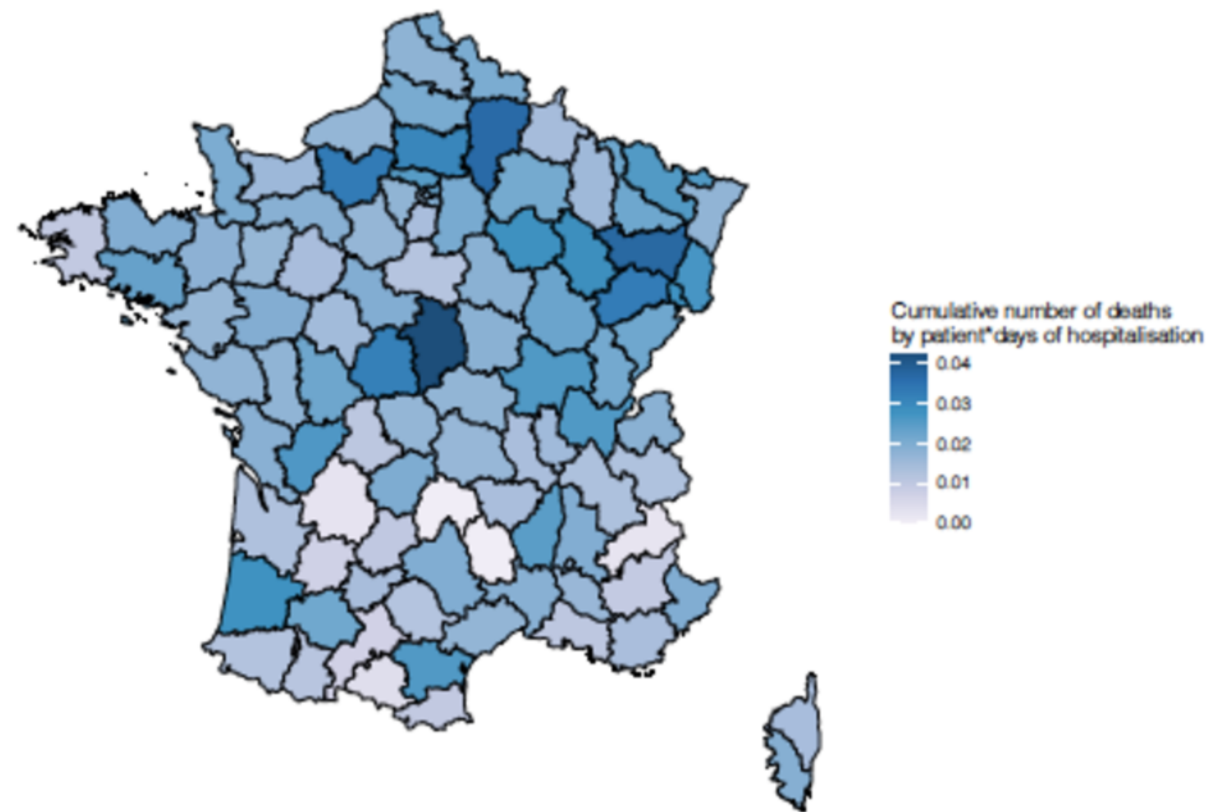 Cumulative number of deaths
by patient*days of hospitalisation
0.04
0.03
0.02
0.01
0.00